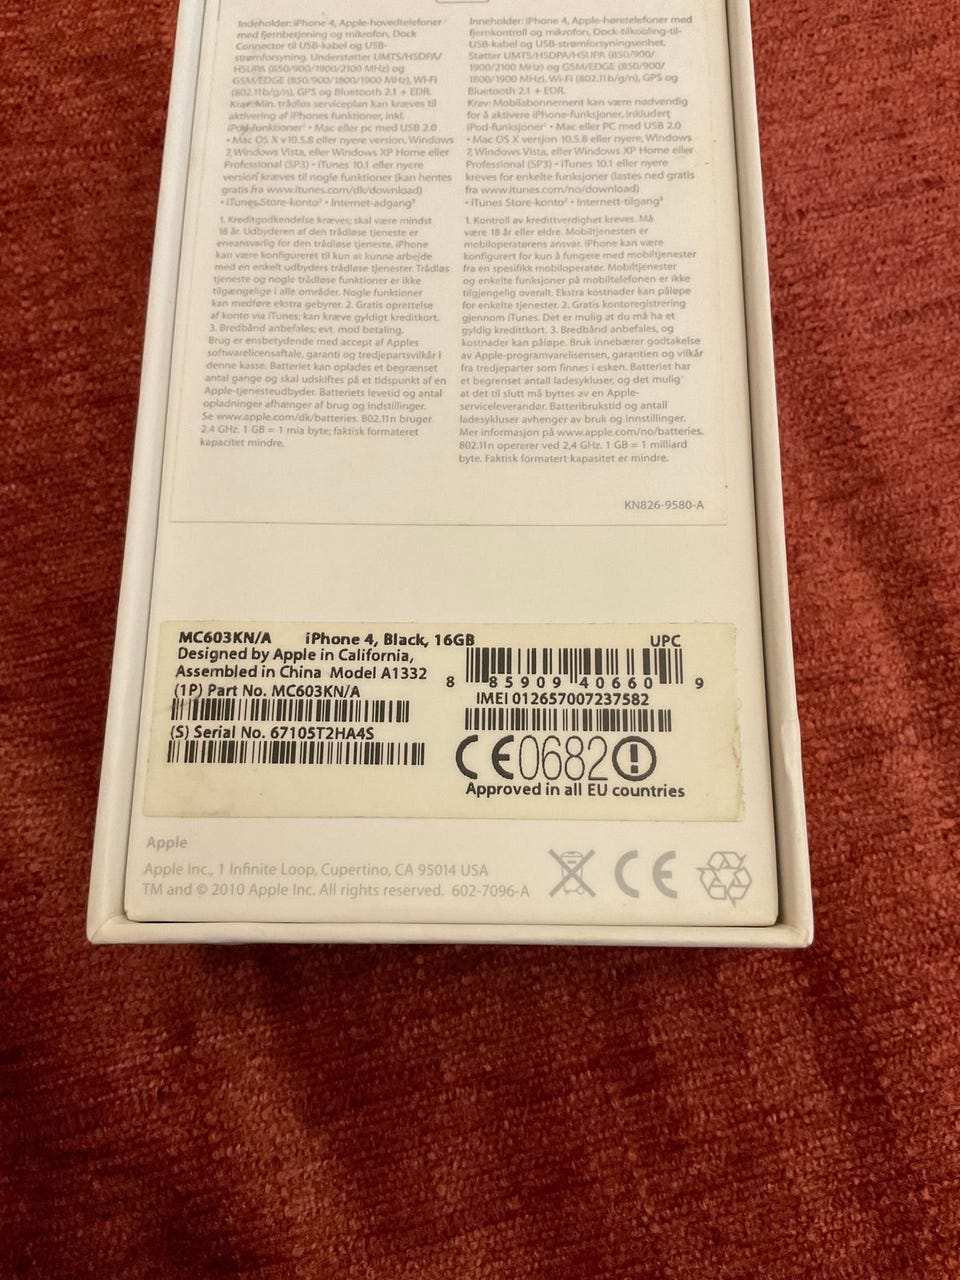 Indeholder: iPhone 4, Apple-hovedtelefoner
med fjernbetjening og mikrofon, Dock
Connector til USB-kabel og USB-
strømforsyning. Understøtter UMTS/HSDPA/
HSUPA (850/900/1900/2100 MHz) og
GSM/EDGE (850/900/1800/1900 MHz), Wi-Fi
(802.11b/g/n), GPS og Bluetooth 2.1 + EDR.
Krav: Min. trådløs serviceplan kan kræves til
aktivering af iPhones funktioner, inkl.
iPod-funktioner¹ • Mac eller pc med USB 2.0
• Mac OS X v10.5.8 eller nyere version, Windows
7, Windows Vista, eller Windows XP Home eller
Professional (SP3) • iTunes 10.1 eller nyere
version kræves til nogle funktioner (kan hentes
gratis fra www.itunes.com/dk/download)
• iTunes Store-konto² • Internet-adgang³
1. Kreditgodkendelse kræves; skal være mindst
18 år. Udbyderen af den trådløse tjeneste er
eneansvarlig for den trådløse tjeneste. iPhone
kan være konfigureret til kun at kunne arbejde
med en enkelt udbyders trådløse tjenester. Trådløs
tjeneste og nogle trådløse funktioner er ikke
tilgængelige i alle områder. Nogle funktioner
kan medføre ekstra gebyrer. 2. Gratis oprettelse
af konto via iTunes; kan kræve gyldigt kreditkort.
3. Bredbånd anbefales; evt. mod betaling.
Brug er ensbetydende med accept af Apples
softwarelicensaftale, garanti og tredjepartsvilkår i
denne kasse. Batteriet kan oplades et begrænset
antal gange og skal udskiftes på et tidspunkt af en
Apple-tjenesteudbyder. Batteriets levetid og antal
opladninger afhænger af brug og indstillinger.
Se www.apple.com/dk/batteries. 802.11n bruger
2.4 GHz. 1 GB = 1 mia byte; faktisk formateret
kapacitet mindre.
Inneholder: iPhone 4, Apple-høretelefoner med
fjernkontroll og mikrofon, Dock-tilkobling-til-
USB-kabel og USB-strømforsyningsenhet.
Støtter UMTS/HSDPA/HSUPA (850/900/
1900/2100 MHz) og GSM/EDGE (850/900/
1800/1900 MHz), Wi-Fi (802.11b/g/n), GPS og
Bluetooth 2.1 + EDR.
Krav: Mobilabonnement kan være nødvendig
for å aktivere iPhone-funksjoner, inkludert
iPod-funksjoner¹ • Mac eller PC med USB 2.0
• Mac OS X versjon 10.5.8 eller nyere, Windows
7, Windows Vista, eller Windows XP Home eller
Professional (SP3) • iTunes 10.1 eller nyere
kreves for enkelte funksjoner (lastes ned gratis
fra www.itunes.com/no/download)
• iTunes Store-konto² • Internett-tilgang³
1. Kontroll av kredittverdighet kreves. Må
være 18 år eller eldre. Mobiltjenesten er
mobiloperatørens ansvar. iPhone kan være
konfigurert for kun å fungere med mobiltjenester
fra en spesifikk mobiloperatør. Mobiltjenester
og enkelte funksjoner på mobiltelefonen er ikke
tilgjengelig overalt. Ekstra kostnader kan påløpe
for enkelte tjenester. 2. Gratis kontoregistrering
gjennom iTunes. Det er mulig at du må ha et
gyldig kredittkort. 3. Bredbånd anbefales, og
kostnader kan påløpe. Bruk innebærer godtakelse
av Apple-programvarelisensen, garantien og vilkår
fra tredjeparter som finnes i esken. Batteriet har
et begrenset antall ladesykluser, og det mulig
at det til slutt må byttes av en Apple-
serviceleverandør. Batteribrukstid og antall
ladesykluser avhenger av bruk og innstillinger.
Mer informasjon på www.apple.com/no/batteries.
802.11n opererer ved 2,4 GHz. 1 GB = 1 milliard
byte. Faktisk formatert kapasitet er mindre.
KN826-9580-A
MC603KN/A iPhone 4, Black, 16GB
Designed by Apple in California,
Assembled in China Model A1332
(1P) Part No. MC603KN/A
(S) Serial No. 67105T2HA4S
UPC
8 85909 40660 9
IMEI 012657007237582
CE0682
Approved in all EU countries
Apple
Apple Inc., 1 Infinite Loop, Cupertino, CA 95014 USA
TM and © 2010 Apple Inc. All rights reserved. 602-7096-A
CE